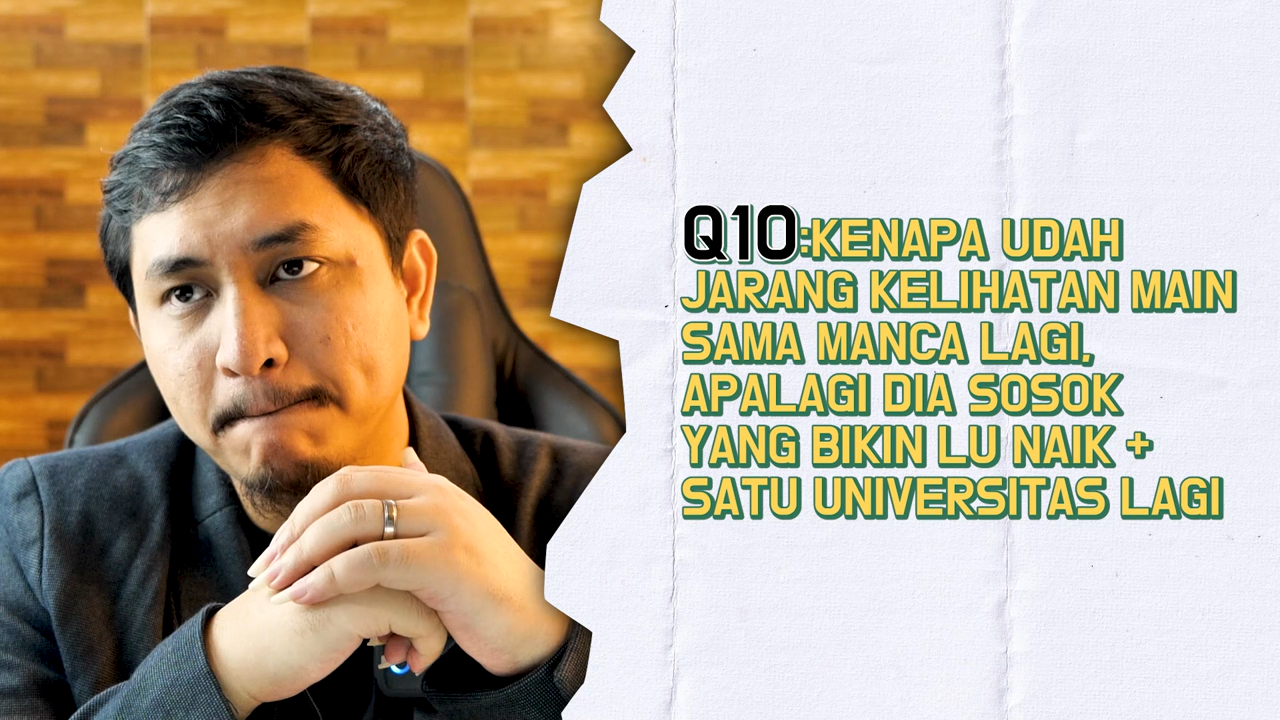 Q10:KENAPA UDAH
JARANG KELIHATAN MAIN
SAMA MANCA LAGI,
APALAGI DIA SOSOK
YANG BIKIN LU NAIK +
SATU UNIVERSITAS LAGI